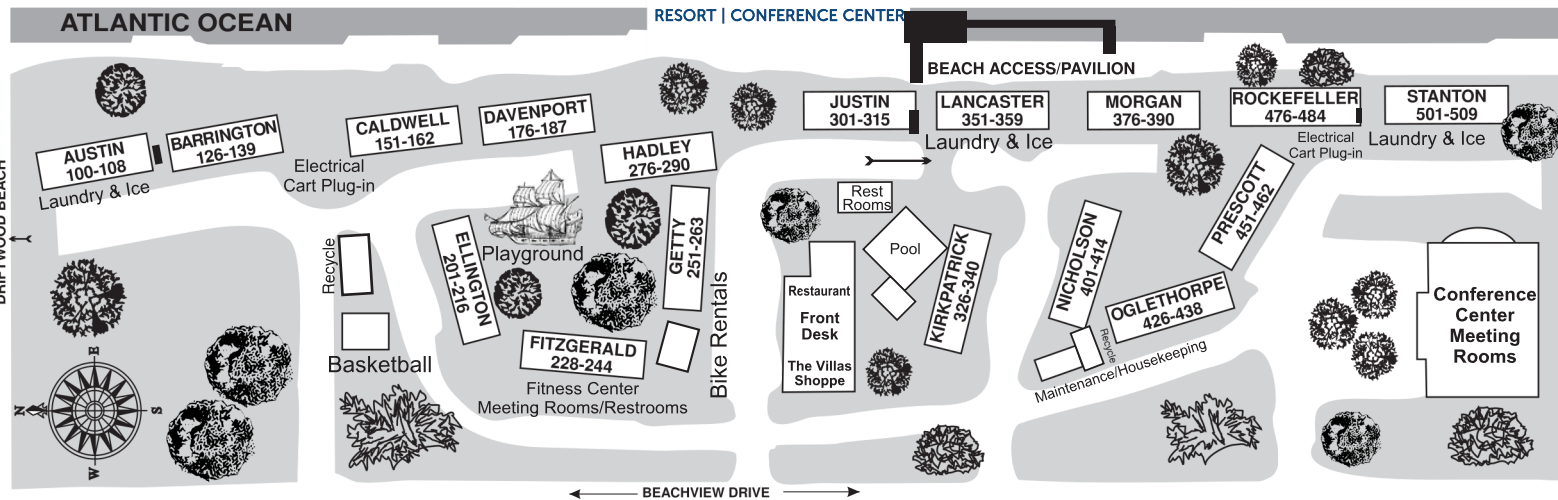 ATLANTIC OCEAN
RESORT | CONFERENCE CENTER
BEACH ACCESS/PAVILION
AUSTIN
100-108
Laundry & Ice
BARRINGTON
126-139
Electrical
Cart Plug-in
CALDWELL
151-162
DAVENPORT
176-187
HADLEY
276-290
JUSTIN
301-315
LANCASTER
351-359
Laundry & Ice
MORGAN
376-390
ROCKEFELLER
476-484
Electrical
Cart Plug-in
STANTON
501-509
Laundry & Ice
DRIFTWOOD BEACH
Recycle
Basketball
ELLINGTON
201-216
Playground
GETTY
251-263
Bike Rentals
FITZGERALD
228-244
Fitness Center
Meeting Rooms/Restrooms
Rest
Rooms
Pool
Restaurant
Front
Desk
The Villas
Shoppe
KIRKPATRICK
326-340
NICHOLSON
401-414
PRESCOTT
451-462
OGLETHORPE
426-438
Recycle
Maintenance/Housekeeping
Conference
Center
Meeting
Rooms
E
N
S
W
BEACHVIEW DRIVE